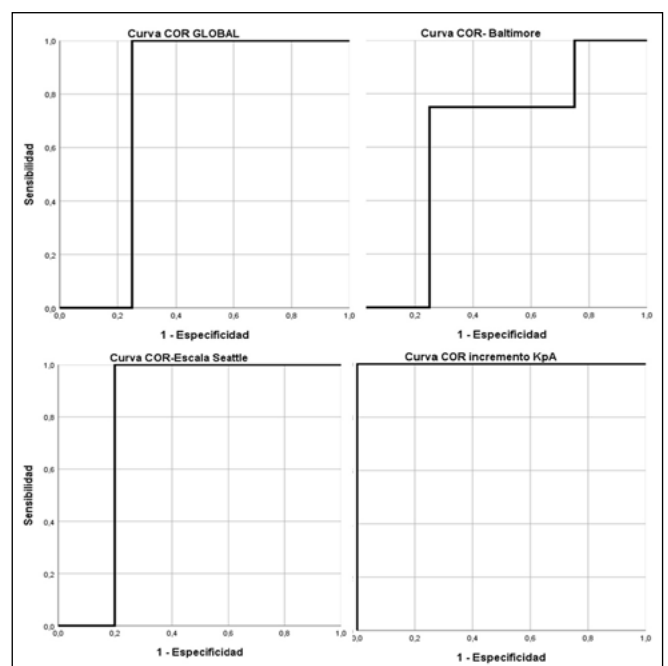 Curva COR GLOBAL
1,0
0,8
0,6
0,4
0,2
0,0
Sensibilidad
0,0 0,2 0,4 0,6 0,8 1,0
1 - Especificidad
Curva COR- Baltimore
0,0 0,2 0,4 0,6 0,8 1,0
1 - Especificidad
Curva COR-Escala Seattle
1,0
0,8
0,6
0,4
0,2
0,0
Sensibilidad
0,0 0,2 0,4 0,6 0,8 1,0
1 - Especificidad
Curva COR incremento KpA
0,0 0,2 0,4 0,6 0,8 1,0
1 - Especificidad